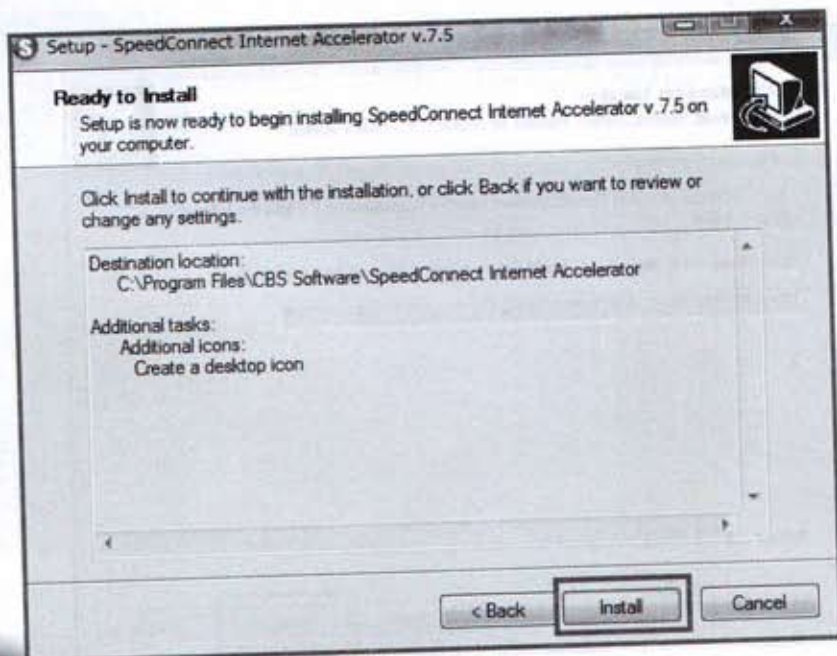 Setup - SpeedConnect Internet Accelerator v.7.5
Ready to Install
Setup is now ready to begin installing SpeedConnect Internet Accelerator v.7.5 on
your computer.
Click Install to continue with the installation, or click Back if you want to review or
change any settings.
Destination location:
C:\Program Files\CBS Software\SpeedConnect Internet Accelerator
Additional tasks:
Additional icons:
Create a desktop icon
< Back
Install
Cancel